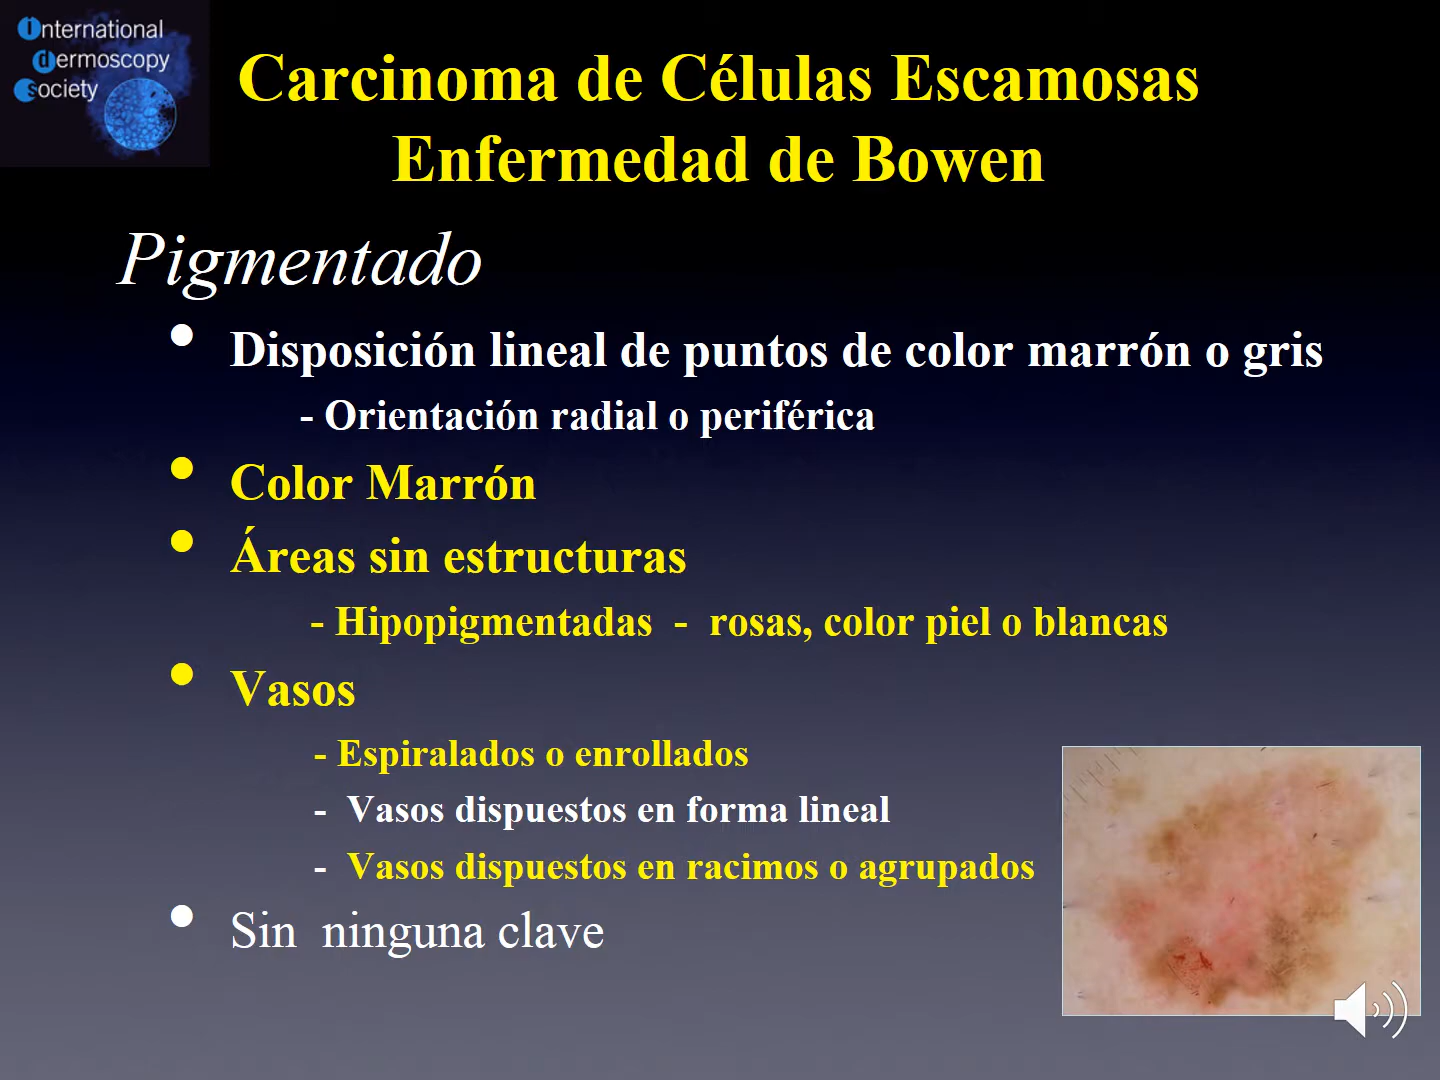 International
dermoscopy
Society
Carcinoma de Células Escamosas
Enfermedad de Bowen
Pigmentado
• Disposición lineal de puntos de color marrón o gris
- Orientación radial o periférica
• Color Marrón
• Áreas sin estructuras
- Hipopigmentadas - rosas, color piel o blancas
• Vasos
- Espiralados o enrollados
- Vasos dispuestos en forma lineal
- Vasos dispuestos en racimos o agrupados
• Sin ninguna clave